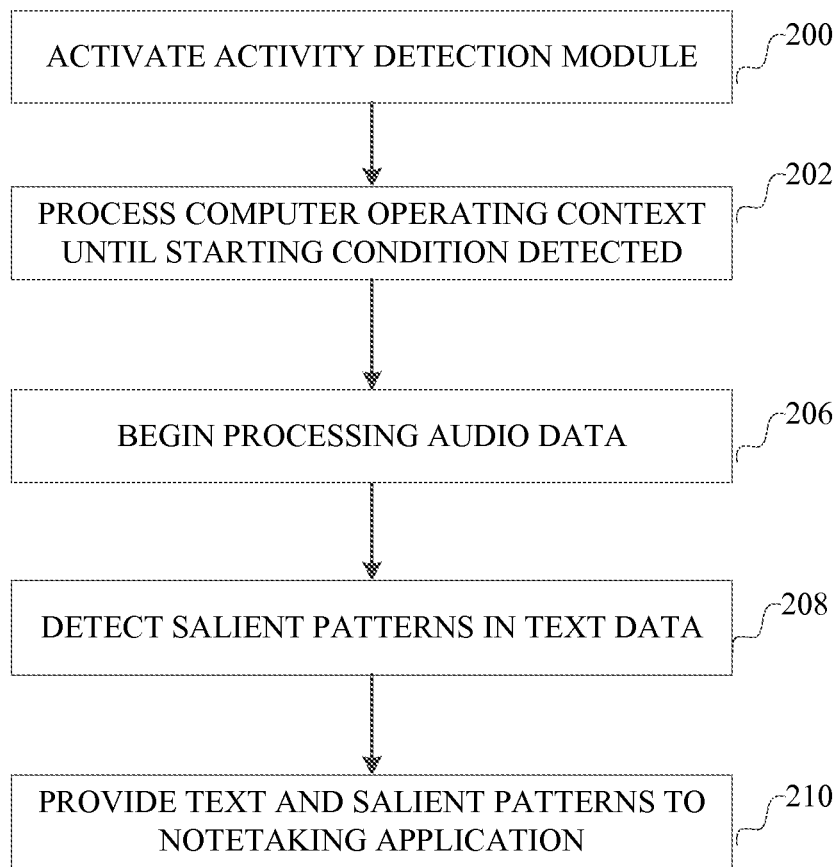 ACTIVATE ACTIVITY DETECTION MODULE
200
PROCESS COMPUTER OPERATING CONTEXT
UNTIL STARTING CONDITION DETECTED
202
BEGIN PROCESSING AUDIO DATA
206
DETECT SALIENT PATTERNS IN TEXT DATA
208
PROVIDE TEXT AND SALIENT PATTERNS TO
NOTETAKING APPLICATION
210